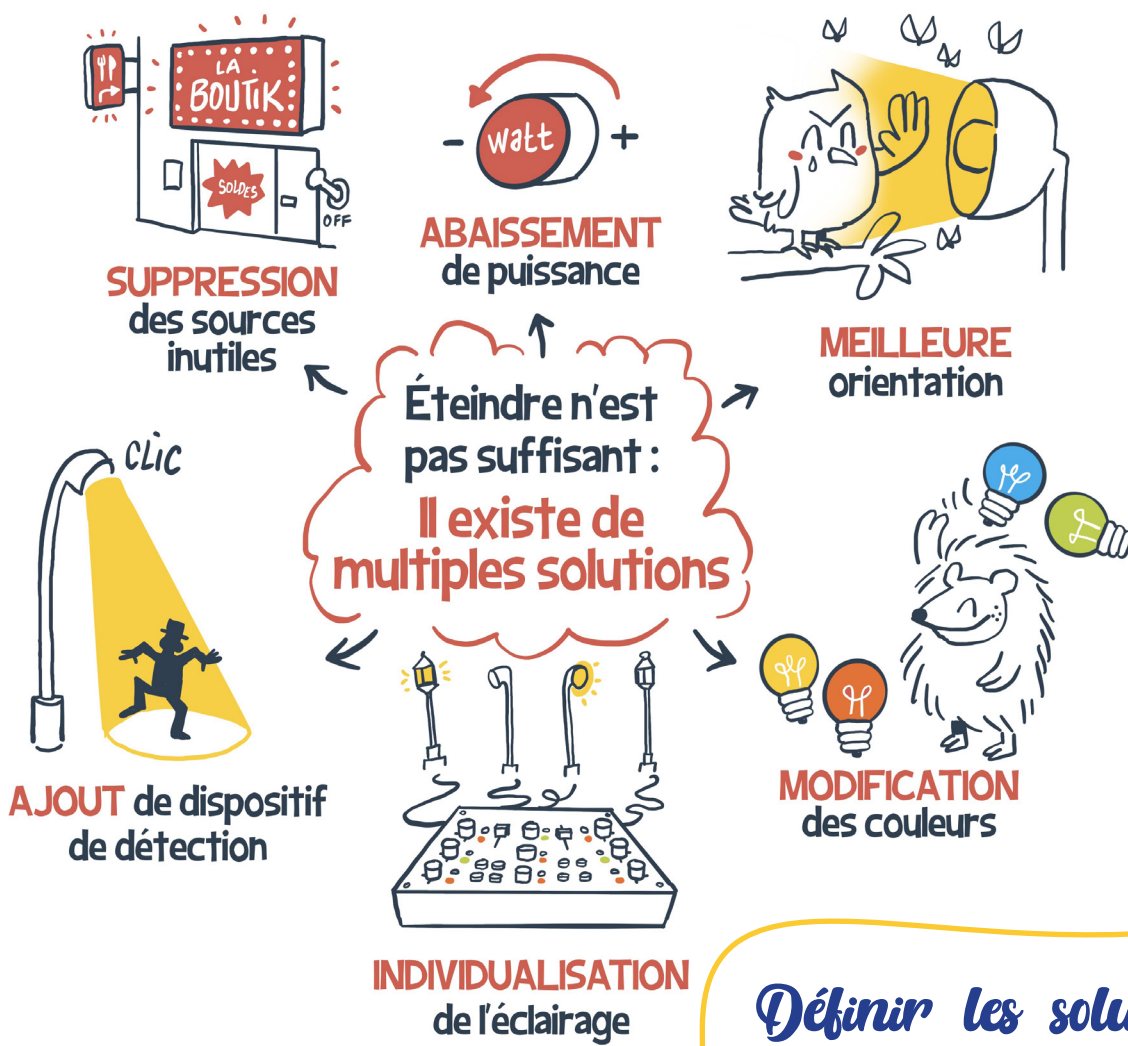 LA
BOUTIK
SOLDES
OFF
SUPPRESSION
des sources
inutiles
- watt +
ABAISSEMENT
de puissance
MEILLEURE
orientation
Éteindre n'est
pas suffisant :
Il existe de
multiples solutions
CLIC
AJOUT de dispositif
de détection
INDIVIDUALISATION
de l'éclairage
MODIFICATION
des couleurs
Définir les solu